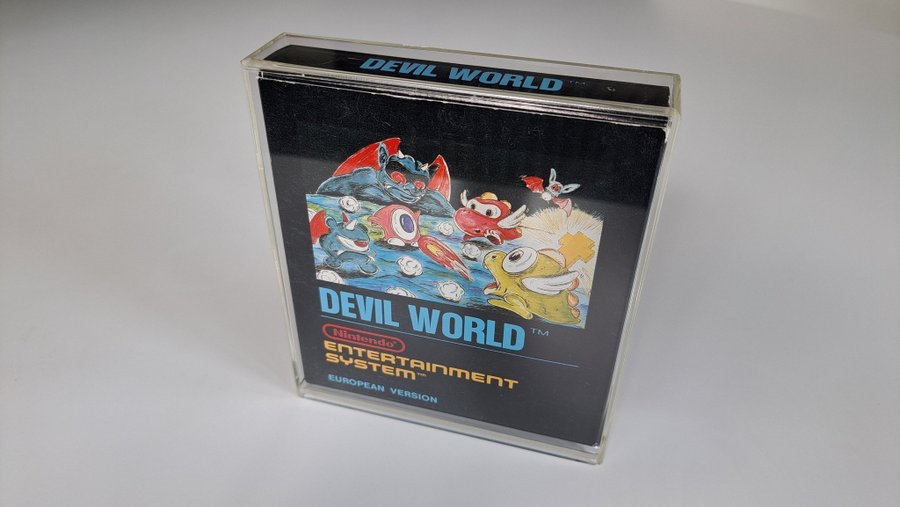 DEVIL WORLD™
DEVIL WORLD™
Nintendo®
ENTERTAINMENT
SYSTEM™
EUROPEAN VERSION